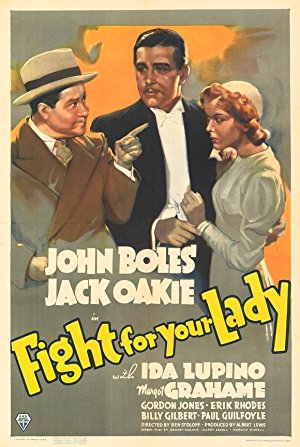 JOHN BOLES
JACK OAKIE
in
Fight for your Lady
with IDA LUPINO
Margot GRAHAME
GORDON JONES · ERIK RHODES
BILLY GILBERT · PAUL GUILFOYLE
DIRECTED BY BEN STOLOFF · PRODUCED BY ALBERT LEWIS